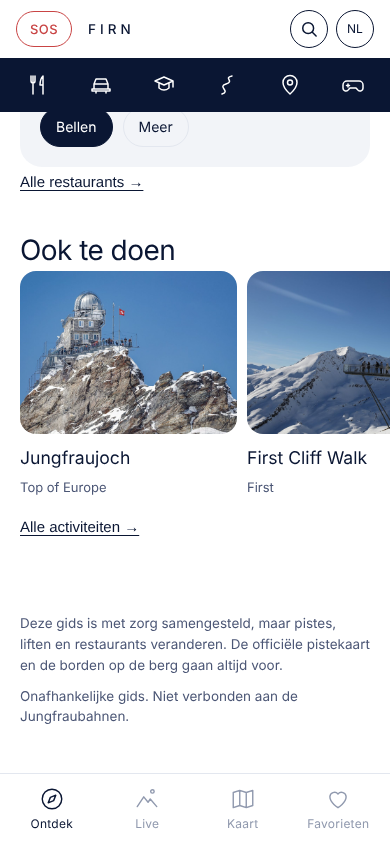 SOS
FIRN
NL
Bellen
Meer
Alle restaurants →
Ook te doen
Jungfraujoch
First Cliff Walk
Top of Europe
First
Alle activiteiten →
Deze gids is met zorg samengesteld, maar pistes,
liften en restaurants veranderen. De officiële pistekaart
en de borden op de berg gaan altijd voor.
Onafhankelijke gids. Niet verbonden aan de
Jungfraubahnen.
Ontdek
Live
Kaart
Favorieten